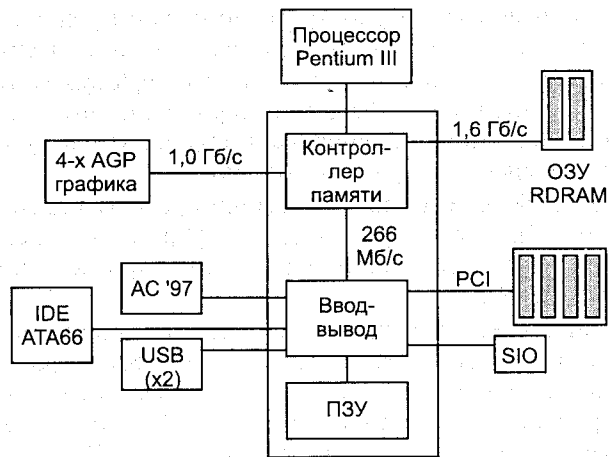 Процессор
Pentium III
1,6 Гб/с
4-х AGP
графика
1,0 Гб/с
Контрол-
лер
памяти
ОЗУ
RDRAM
266
Мб/с
AC '97
PCI
IDE
ATA66
Ввод-
вывод
USB
(x2)
SIO
ПЗУ